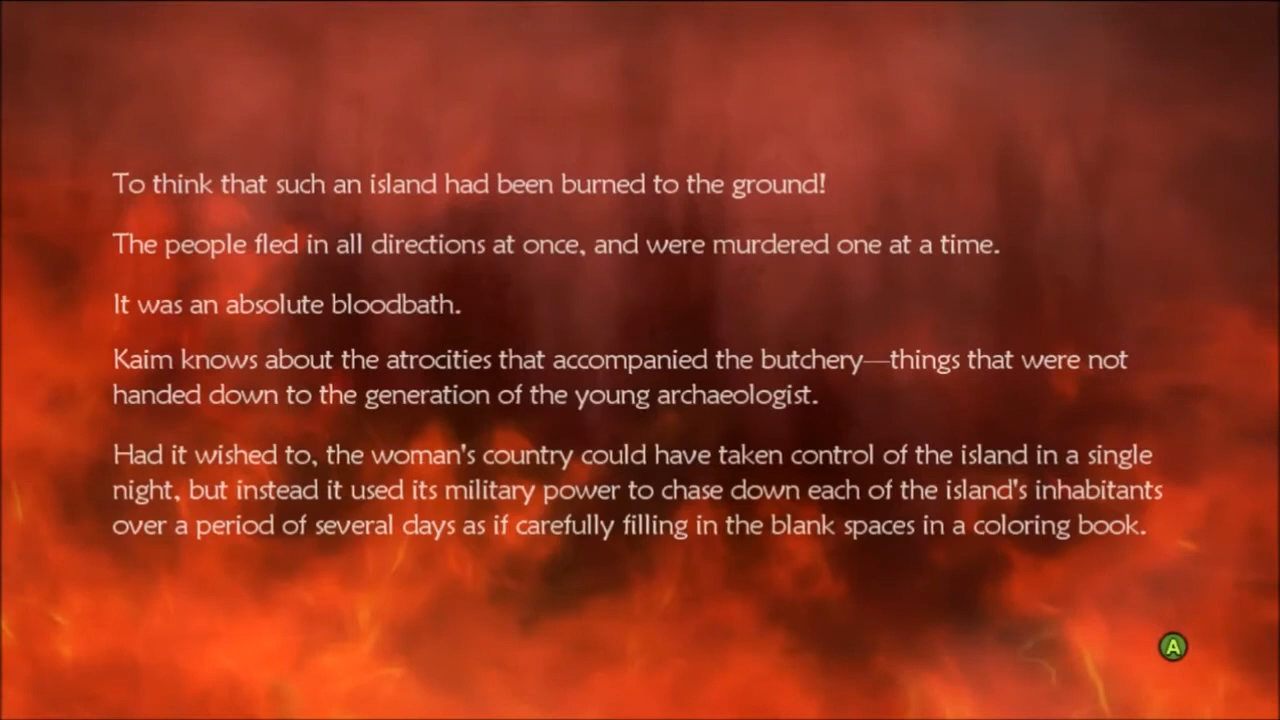 To think that such an island had been burned to the ground!
The people fled in all directions at once, and were murdered one at a time.
It was an absolute bloodbath.
Kaim knows about the atrocities that accompanied the butchery—things that were not
handed down to the generation of the young archaeologist.
Had it wished to, the woman's country could have taken control of the island in a single
night, but instead it used its military power to chase down each of the island's inhabitants
over a period of several days as if carefully filling in the blank spaces in a coloring book.
A